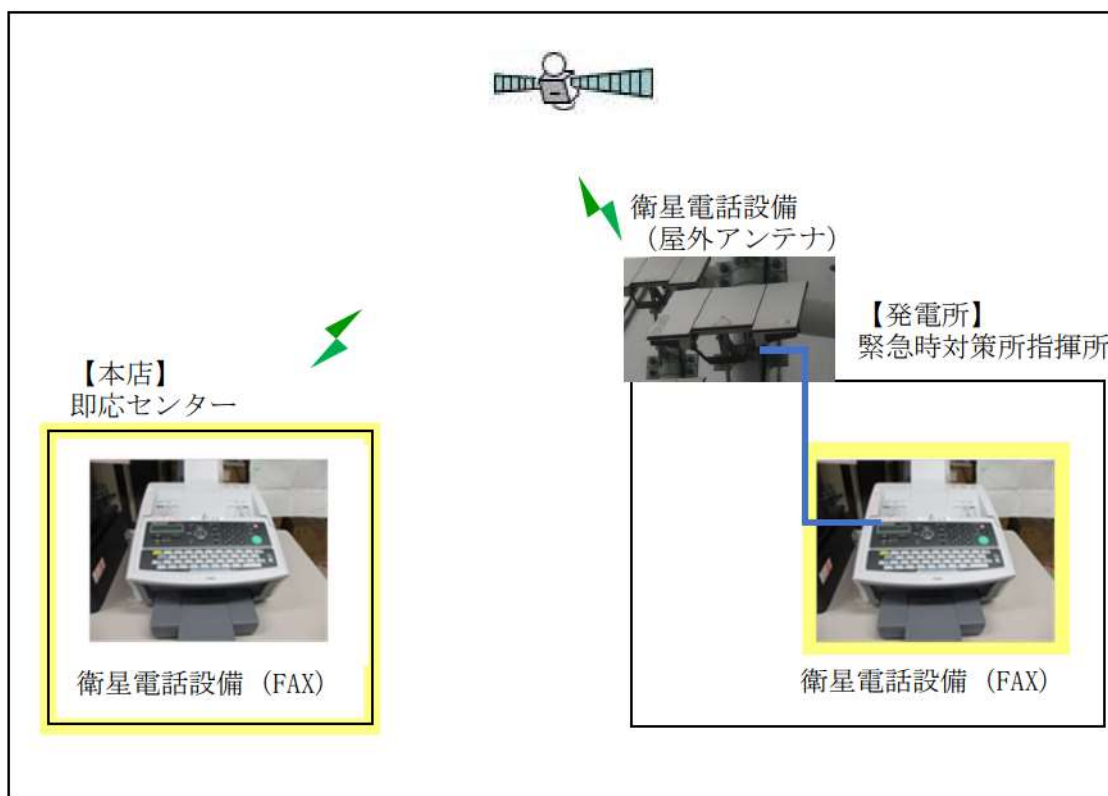 衛星電話設備
(屋外アンテナ)
【発電所】
緊急時対策所指揮所
【本店】
即応センター
衛星電話設備 (FAX)
衛星電話設備 (FAX)